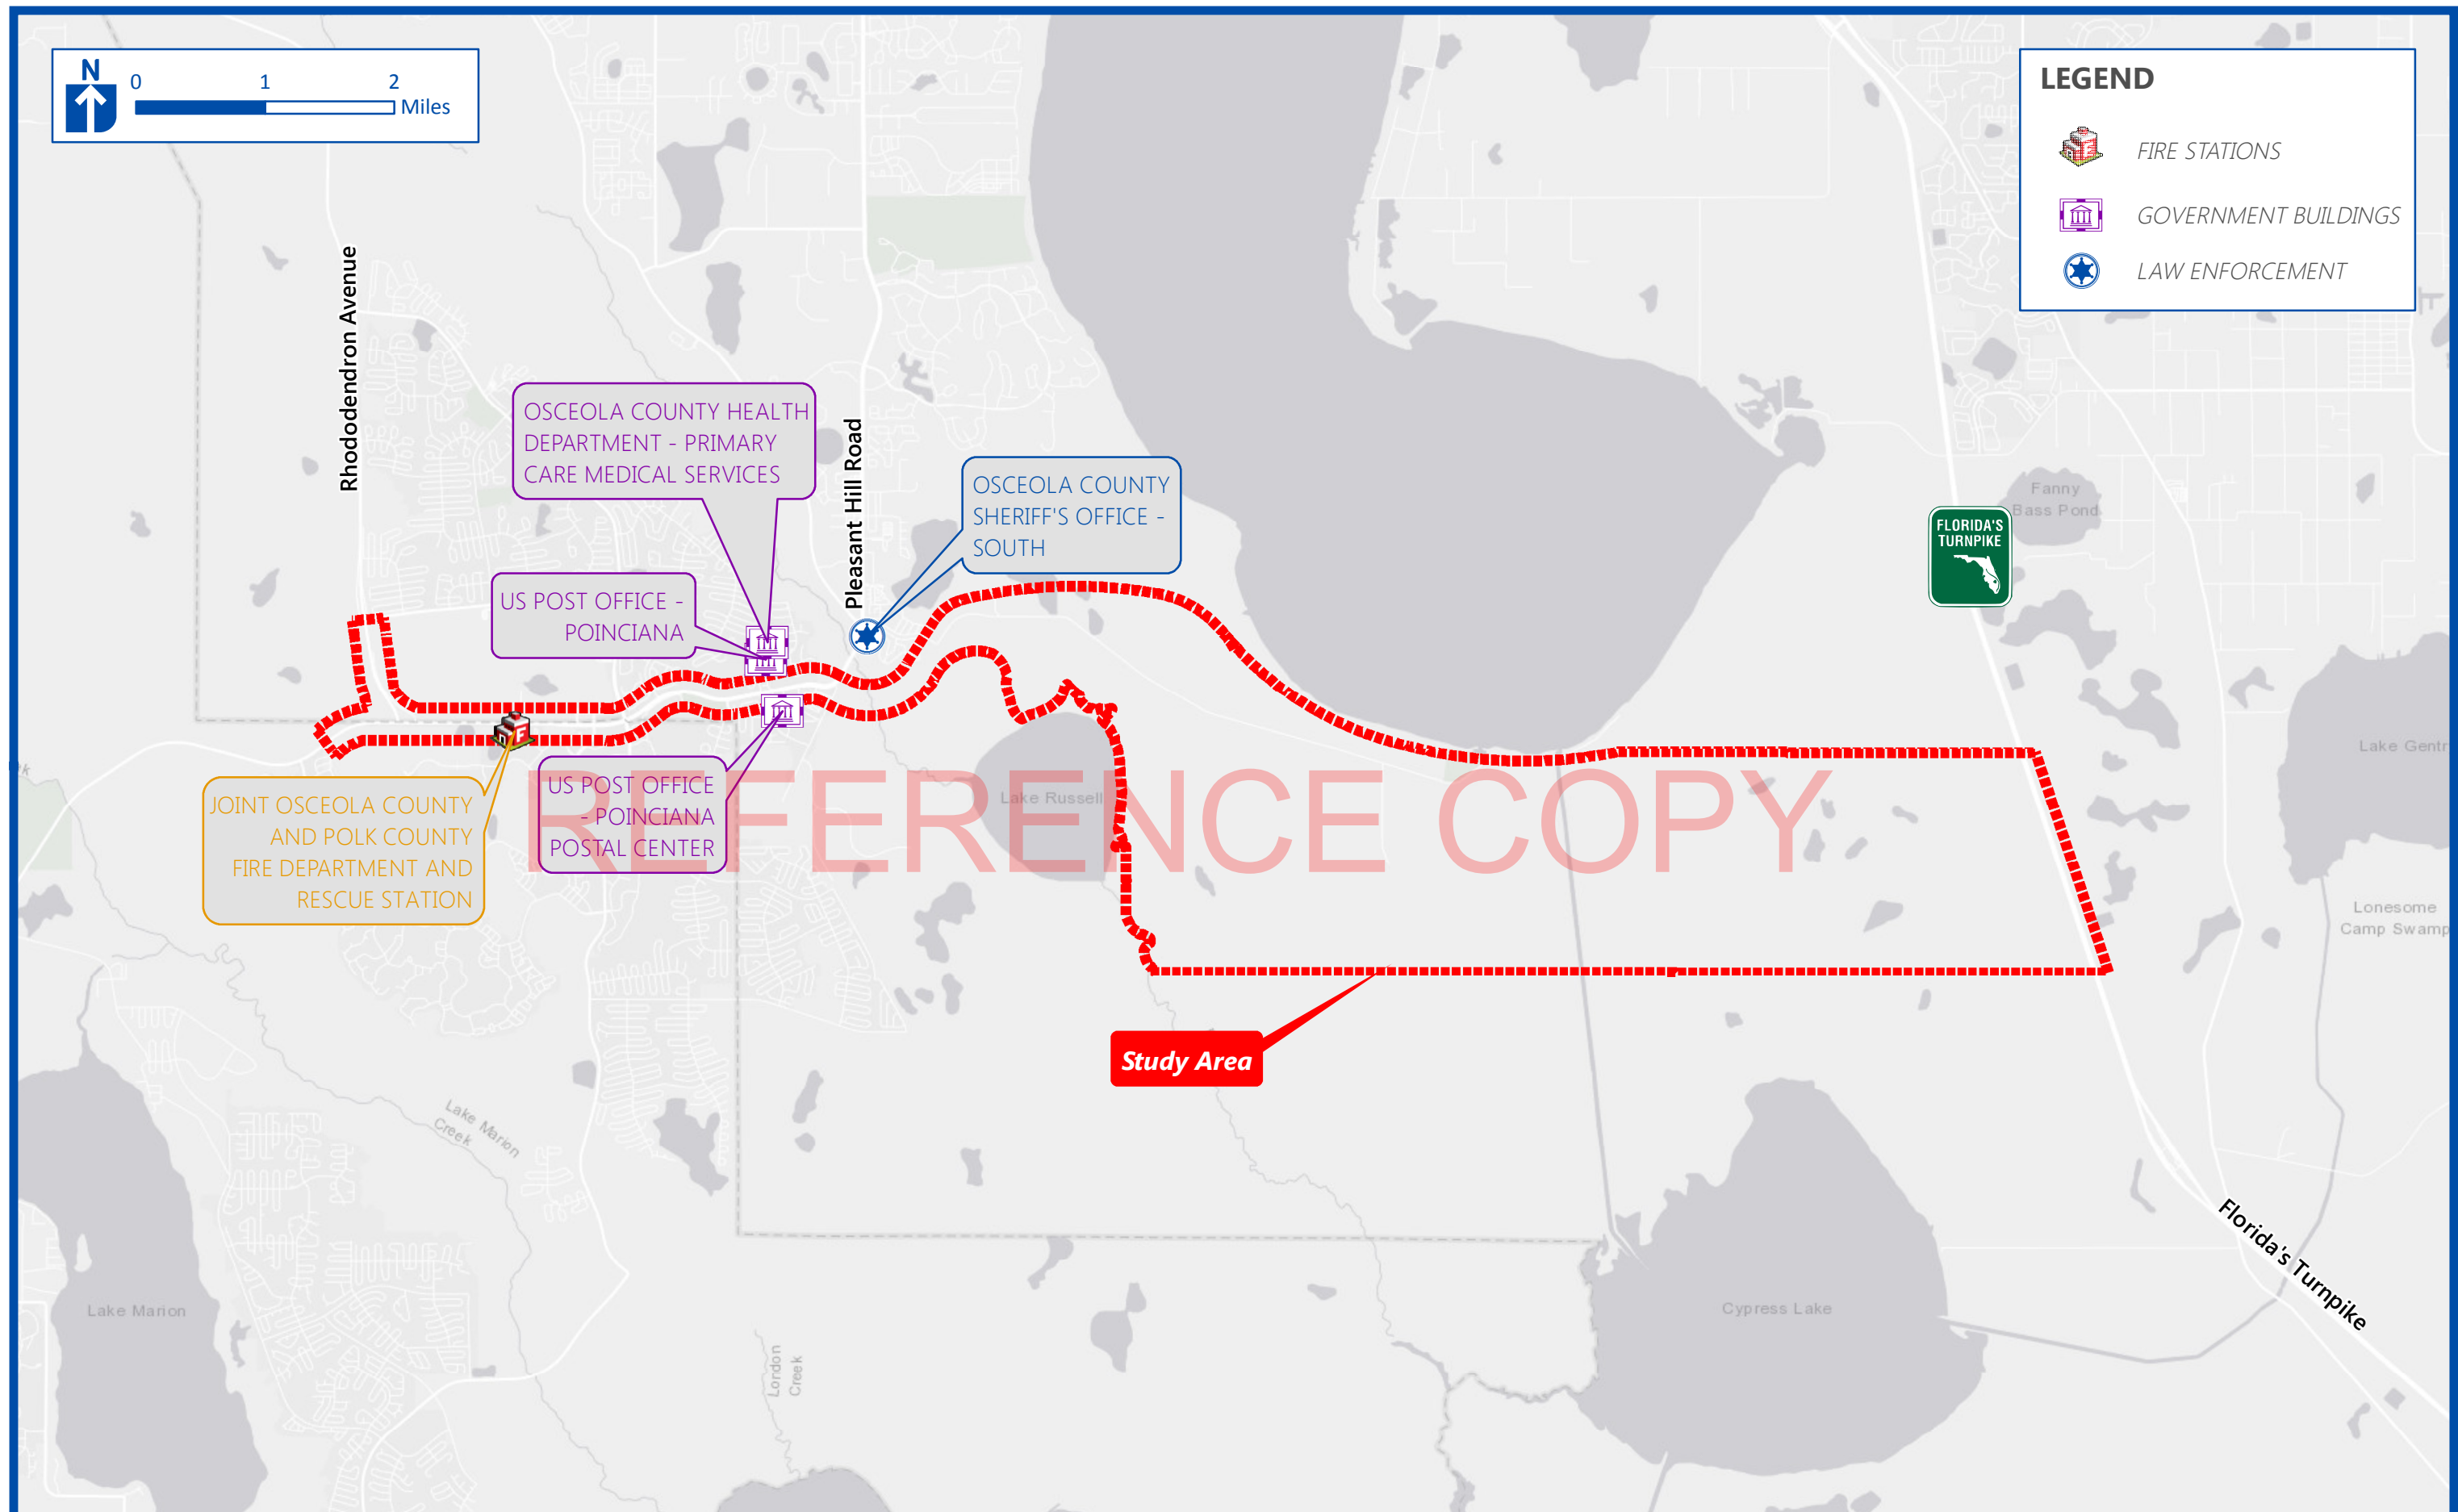 N
0 1 2
Miles
LEGEND
FIRE STATIONS
GOVERNMENT BUILDINGS
LAW ENFORCEMENT
Rhododendron Avenue
OSCEOLA COUNTY HEALTH
DEPARTMENT - PRIMARY
CARE MEDICAL SERVICES
Pleasant Hill Road
OSCEOLA COUNTY
SHERIFF'S OFFICE -
SOUTH
Fanny
Bass Pond
FLORIDA'S
TURNPIKE
US POST OFFICE -
POINCIANA
JOINT OSCEOLA COUNTY
AND POLK COUNTY
FIRE DEPARTMENT AND
RESCUE STATION
US POST OFFICE
- POINCIANA
POSTAL CENTER
REFERENCE COPY
Lake Russell
Lake Gentr
Lonesome
Camp Swamp
Study Area
Lake Marion
Creek
Lake Marion
London
Creek
Cypress Lake
Florida's Turnpike